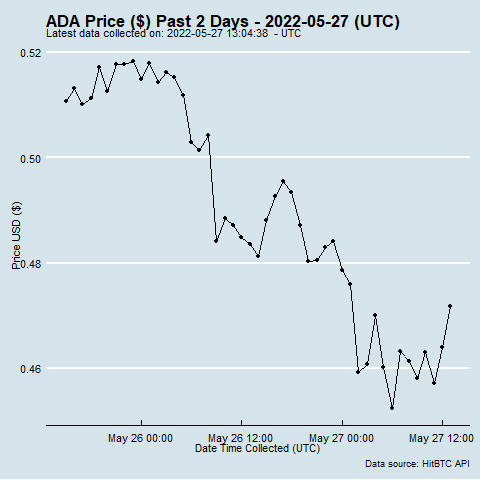 ADA Price ($) Past 2 Days - 2022-05-27 (UTC)
Latest data collected on: 2022-05-27 13:04:38 - UTC
0.52
0.50
0.48
0.46
Price USD ($)
May 26 00:00 May 26 12:00 May 27 00:00 May 27 12:00
Date Time Collected (UTC)
Data source: HitBTC API